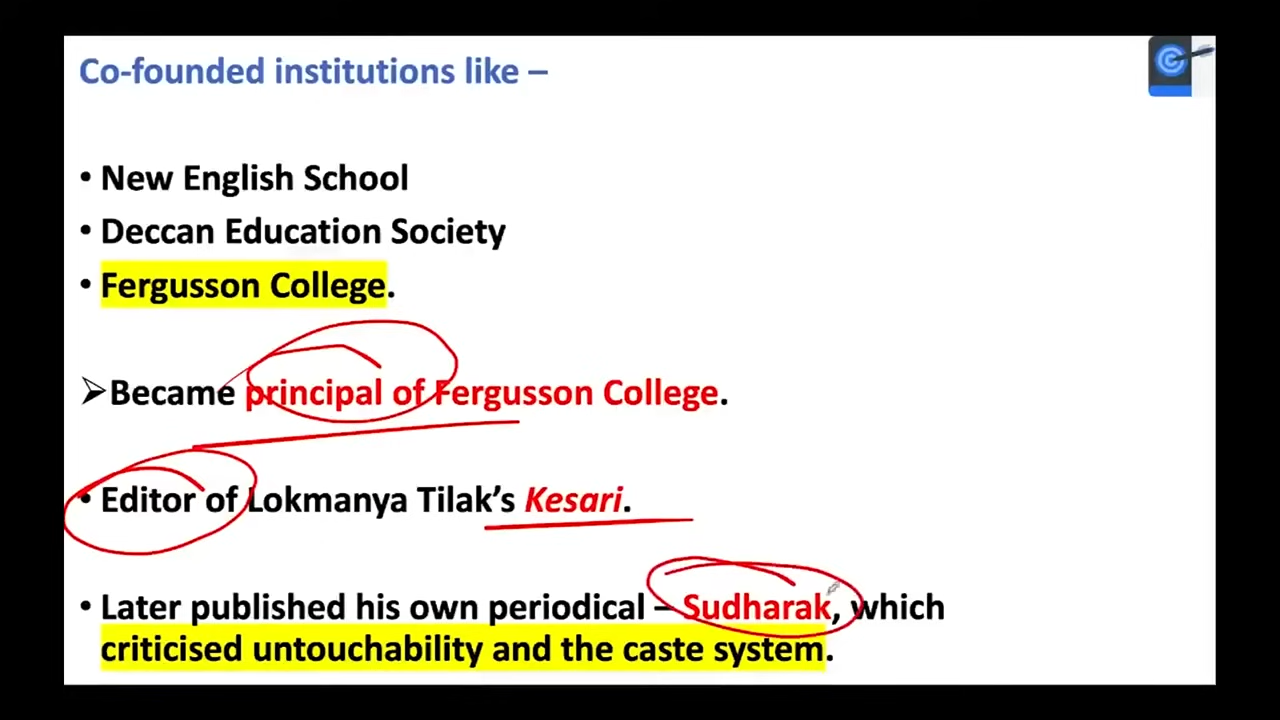 Co-founded institutions like –
• New English School
• Deccan Education Society
• Fergusson College.
➢Became principal of Fergusson College.
• Editor of Lokmanya Tilak’s Kesari.
• Later published his own periodical – Sudharak, which
criticised untouchability and the caste system.